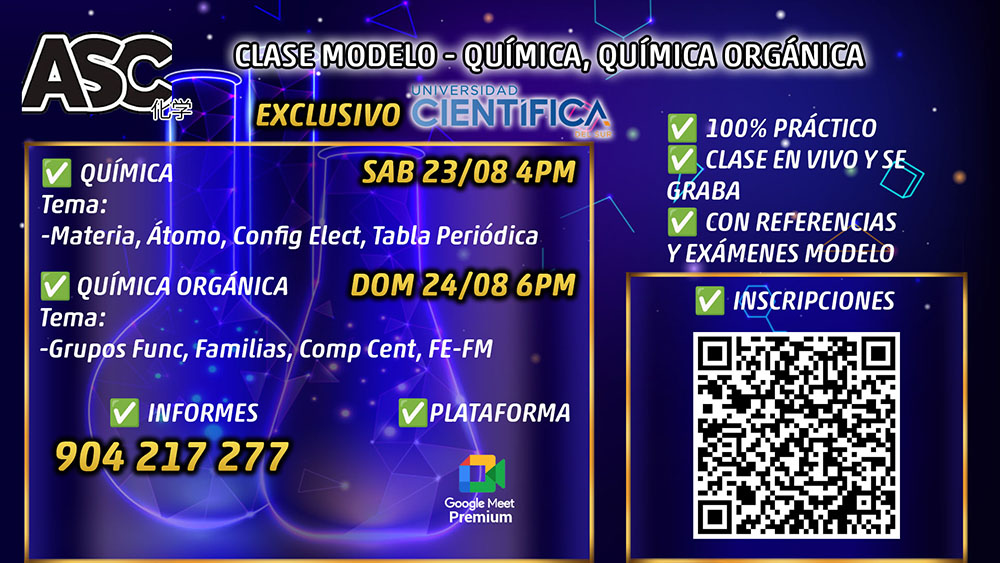 ASC
化学
CLASE MODELO - QUÍMICA, QUÍMICA ORGÁNICA
EXCLUSIVO
UNIVERSIDAD
CIENTÍFICA
DEL SUR
✅ QUÍMICA
SAB 23/08 4PM
Tema:
-Materia, Átomo, Config Elect, Tabla Periódica
✅ QUÍMICA ORGÁNICA
DOM 24/08 6PM
Tema:
-Grupos Func, Familias, Comp Cent, FE-FM
✅ INFORMES
904 217 277
✅PLATAFORMA
Google Meet
Premium
✅ 100% PRÁCTICO
✅ CLASE EN VIVO Y SE
GRABA
✅ CON REFERENCIAS
Y EXÁMENES MODELO
✅ INSCRIPCIONES